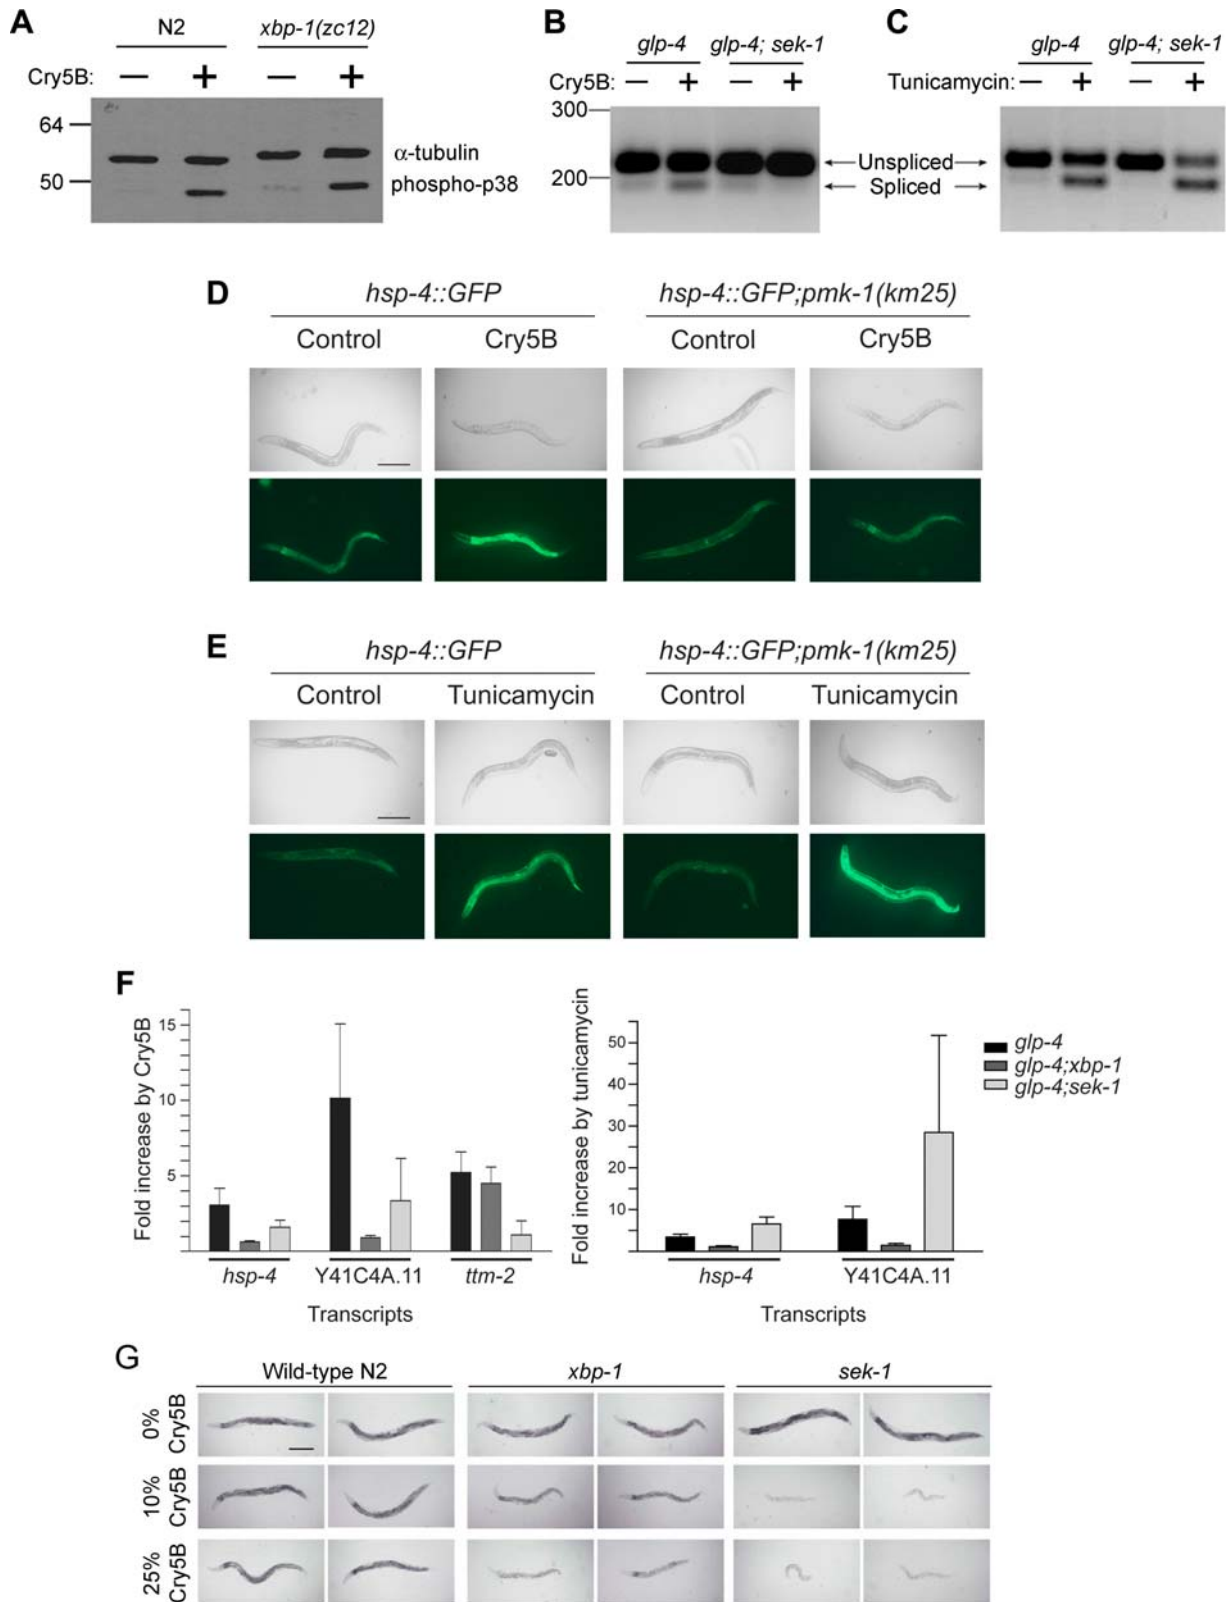 A
N2 xbp-1(zc12)
Cry5B: — + — +
64
50
α-tubulin
phospho-p38
B
glp-4 glp-4; sek-1
Cry5B: — + — +
300
200
Unspliced
Spliced
C
glp-4 glp-4; sek-1
Tunicamycin: — + — +
D
hsp-4::GFP hsp-4::GFP;pmk-1(km25)
Control Cry5B Control Cry5B
E
hsp-4::GFP hsp-4::GFP;pmk-1(km25)
Control Tunicamycin Control Tunicamycin
F
Fold increase by Cry5B
15
10
5
hsp-4 Y41C4A.11 ttm-2
Transcripts
Fold increase by tunicamycin
50
40
30
20
10
hsp-4 Y41C4A.11
Transcripts
glp-4
glp-4;xbp-1
glp-4;sek-1
G
Wild-type N2 xbp-1 sek-1
0%
Cry5B
10%
Cry5B
25%
Cry5B